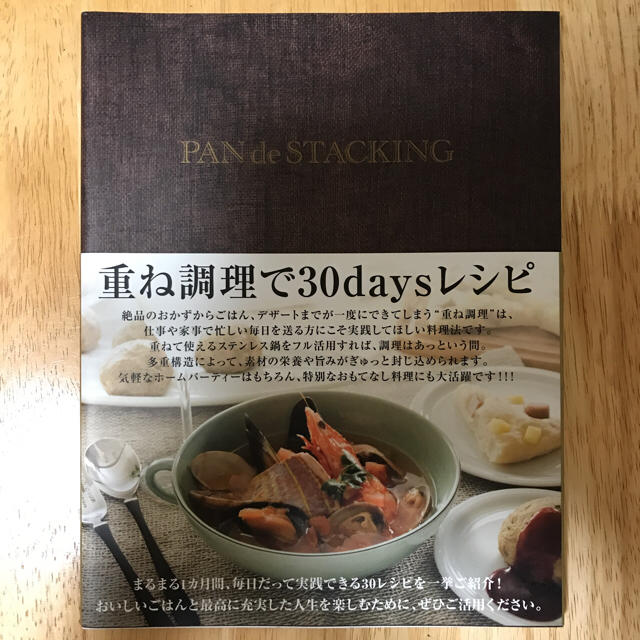 PAN de STACKING
重ね調理で30daysレシピ
絶品のおかずからごはん、デザートまでが一度にできてしまう“重ね調理”は、
仕事や家事で忙しい毎日を送る方にこそ実践してほしい料理法です。
重ねて使えるステンレス鍋をフル活用すれば、調理はあっという間。
多重構造によって、素材の栄養や旨みがぎゅっと封じ込められます。
気軽なホームパーティーはもちろん、特別なおもてなし料理にも大活躍です!!!
まるまる1カ月間、毎日だって実践できる30レシピを一挙ご紹介!
おいしいごはんと最高に充実した人生を楽しむために、ぜひご活用ください。